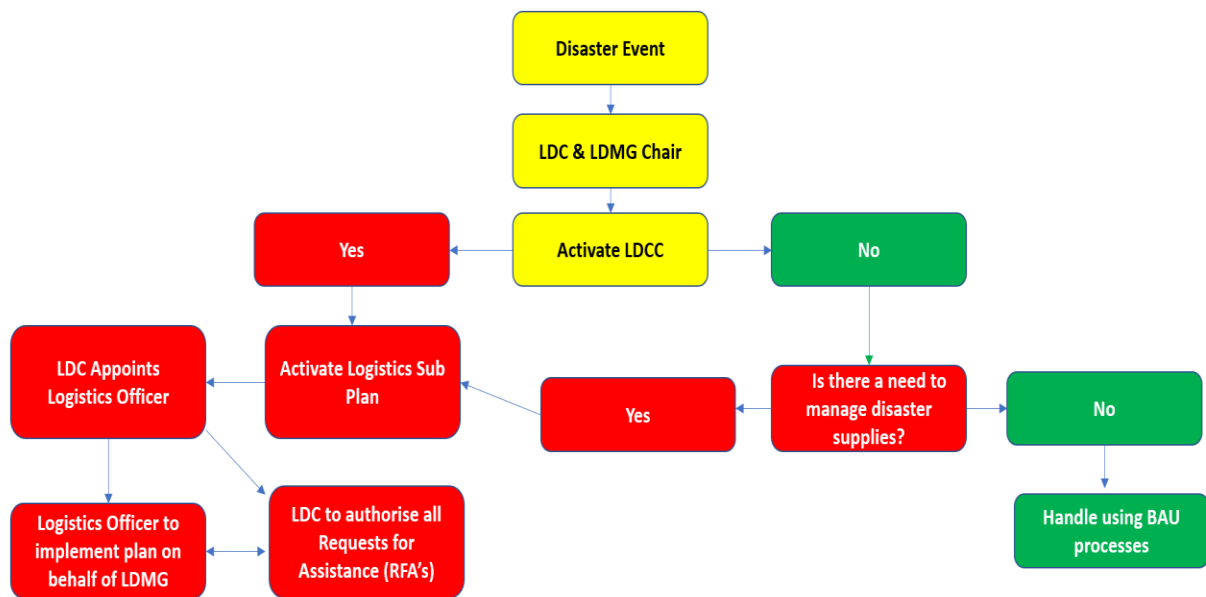 Disaster Event
LDC & LDMG Chair
Yes
Activate LDCC
No
LDC Appoints
Logistics Officer
Activate Logistics Sub
Plan
Yes
Is there a need to
manage disaster
supplies?
No
Logistics Officer to
implement plan on
behalf of LDMG
LDC to authorise all
Requests for
Assistance (RFA's)
Handle using BAU
processes